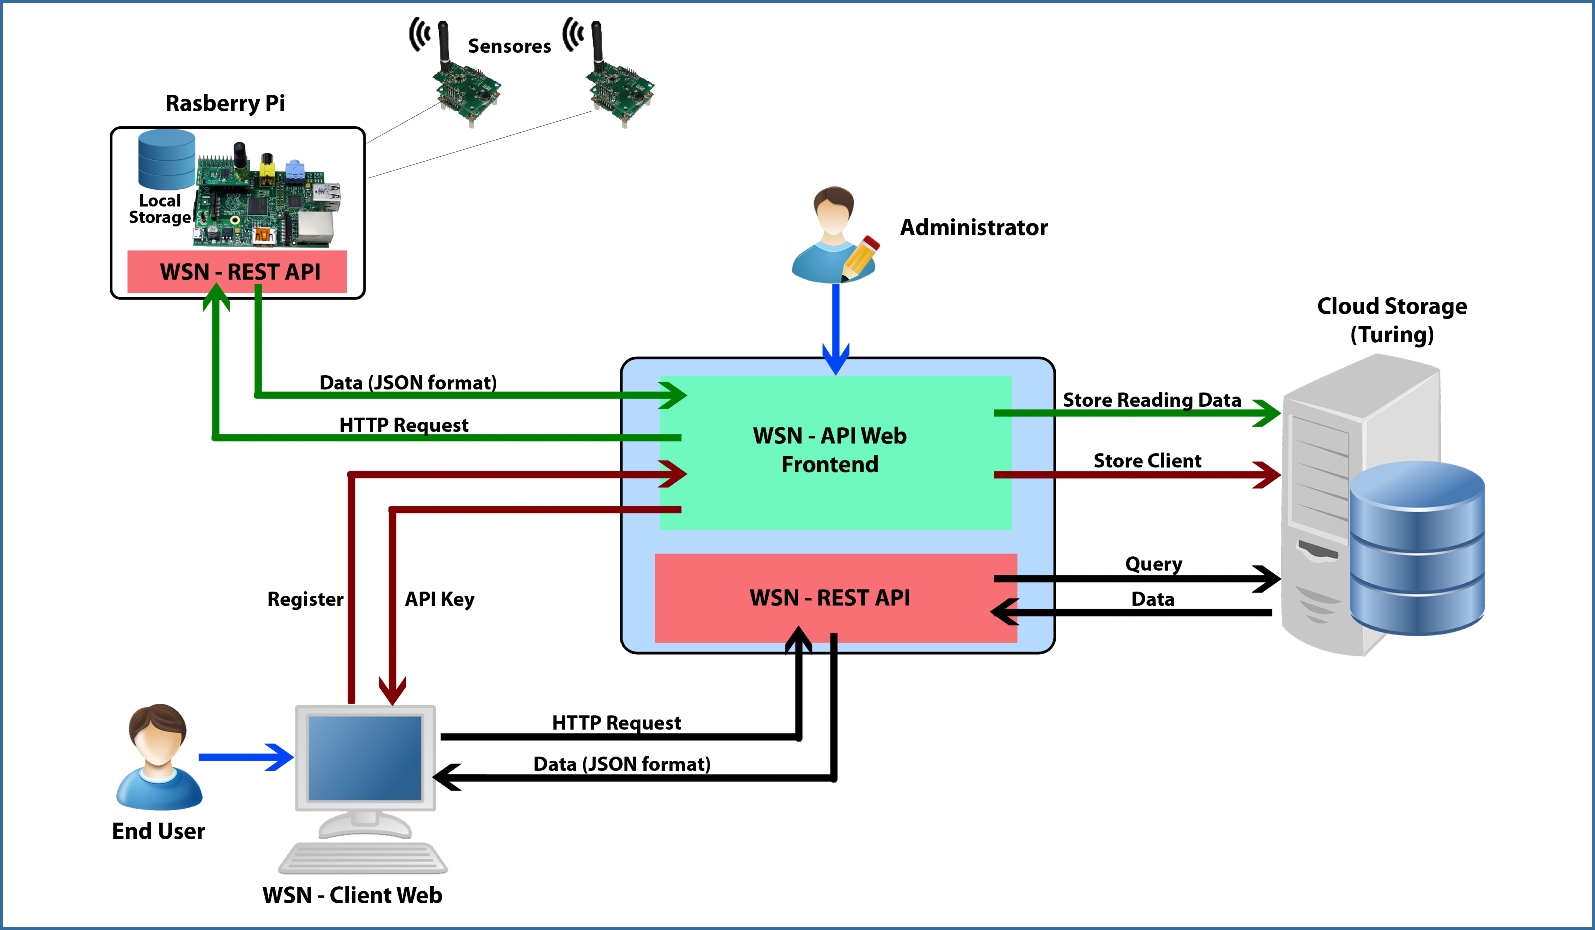 Sensores
Rasberry Pi
Local
Storage
WSN - REST API
Administrator
Cloud Storage
(Turing)
Data (JSON format)
HTTP Request
WSN - API Web
Frontend
Store Reading Data
Store Client
Register
API Key
WSN - REST API
Query
Data
HTTP Request
Data (JSON format)
End User
WSN - Client Web